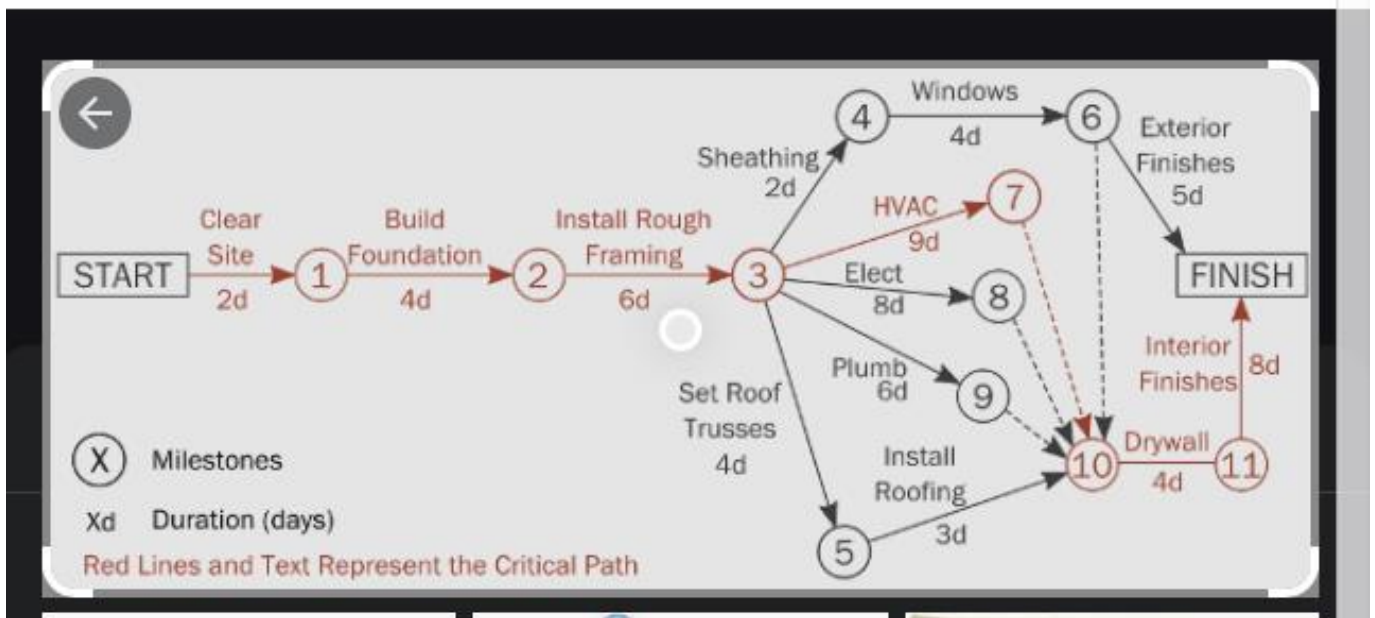 Windows
4
6
4d
Exterior
Finishes
5d
Sheathing
2d
HVAC
9d
7
Clear
Site
2d
Build
Foundation
4d
Install Rough
Framing
6d
START
1
2
3
Elect
8d
8
FINISH
Plumb
6d
9
Interior
Finishes
8d
Set Roof
Trusses
4d
Install
Roofing
3d
10
Drywall
4d
11
5
X Milestones
Xd Duration (days)
Red Lines and Text Represent the Critical Path